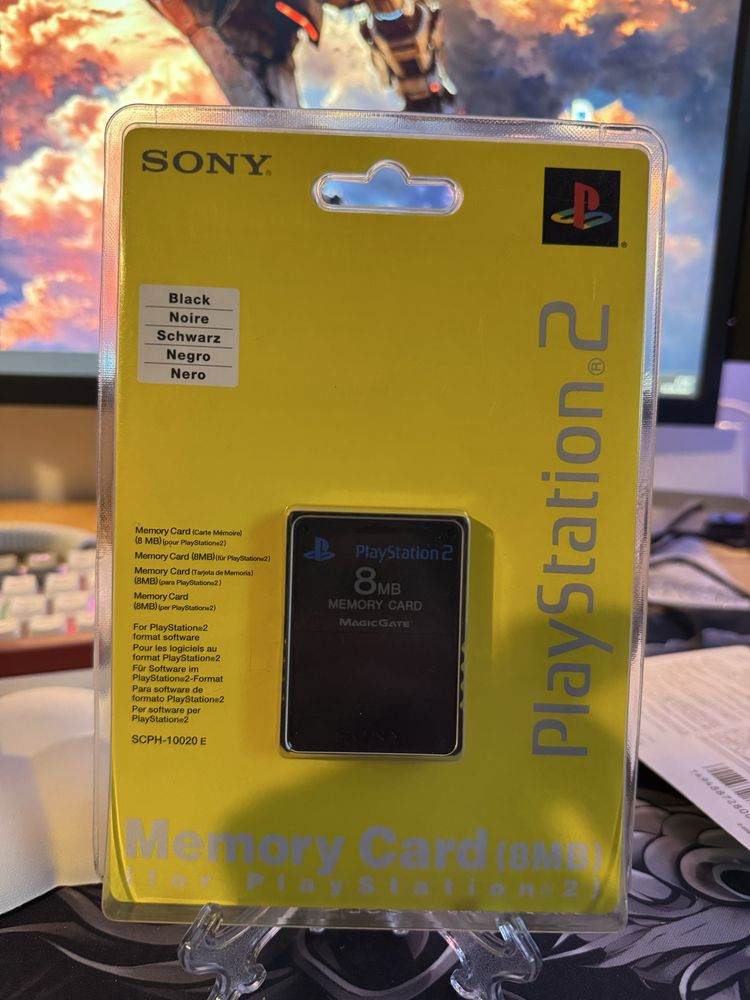 SONY®
Black
Noire
Schwarz
Negro
Nero
PlayStation®2
Memory Card (Carte Mémoire)
(8 MB) (pour PlayStation®2)
Memory Card (8MB) (für PlayStation®2)
Memory Card (Tarjeta de Memoria)
(8MB) (para PlayStation®2)
Memory Card
(8MB) (per PlayStation®2)
For PlayStation®2
format software
Pour les logiciels au
format PlayStation®2
Für Software im
PlayStation®2-Format
Para software de
formato PlayStation®2
Per software per
PlayStation®2
SCPH-10020 E
PlayStation 2
8MB
MEMORY CARD
MAGICGATE
SONY
Memory Card (8MB)
(for PlayStation®2)